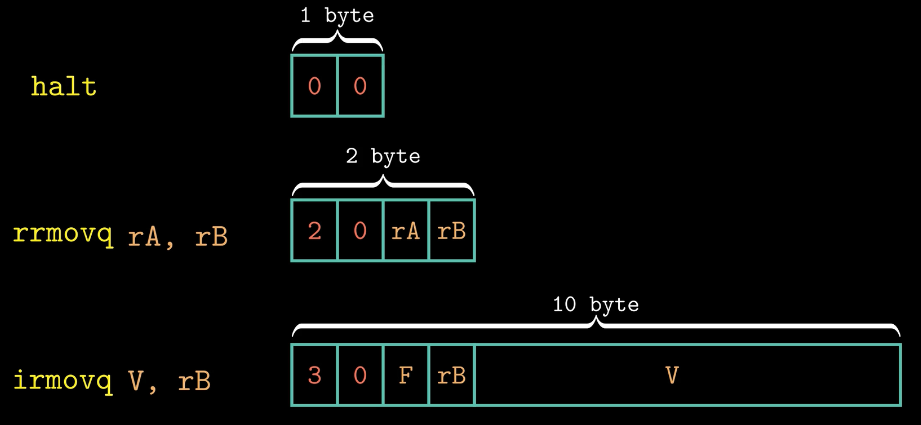 1 byte
halt 0 0
2 byte
rrmovq rA, rB 2 0 rA rB
10 byte
irmovq V, rB 3 0 F rB V